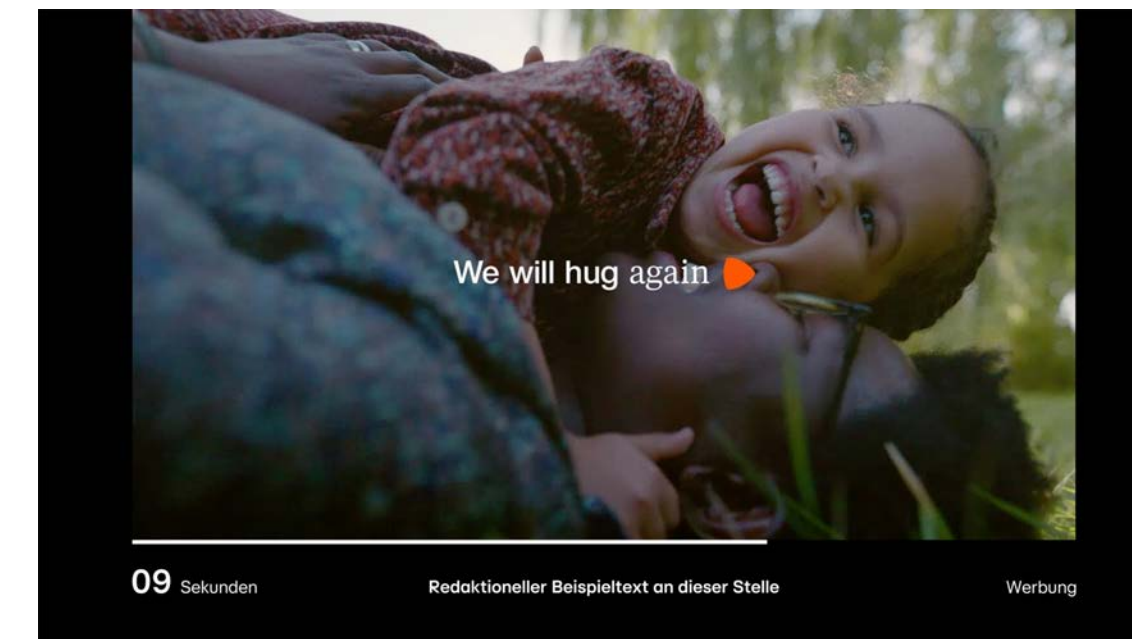 We will hug again
09 Sekunden
Redaktioneller Beispieltext an dieser Stelle
Werbung